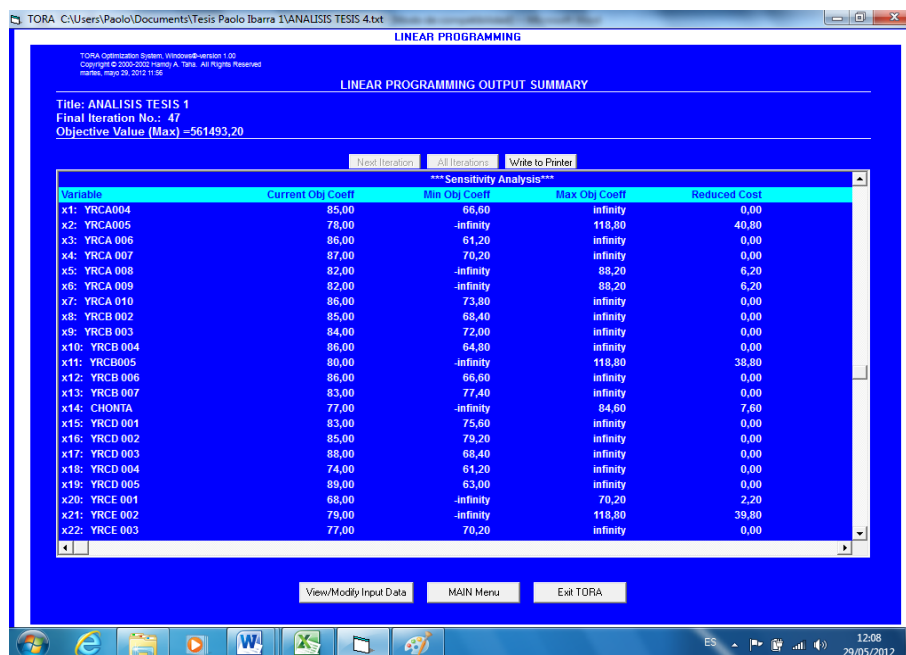 TORA C:\Users\Paolo\Documents\Tesis Paolo Ibarra 1\ANALISIS TESIS 4.txt
LINEAR PROGRAMMING
TORA Optimization System, Windows®-version 1.00
Copyright © 2000-2002 Hamdy A. Taha. All Rights Reserved
martes, mayo 29, 2012 11:56
LINEAR PROGRAMMING OUTPUT SUMMARY
Title: ANALISIS TESIS 1
Final Iteration No.: 47
Objective Value (Max) =561493,20
Next Iteration All Iterations Write to Printer
***Sensitivity Analysis***
Variable Current Obj Coeff Min Obj Coeff Max Obj Coeff Reduced Cost
x1: YRCA004 85,00 66,60 infinity 0,00
x2: YRCA005 78,00 -infinity 118,80 40,80
x3: YRCA 006 86,00 61,20 infinity 0,00
x4: YRCA 007 87,00 70,20 infinity 0,00
x5: YRCA 008 82,00 -infinity 88,20 6,20
x6: YRCA 009 82,00 -infinity 88,20 6,20
x7: YRCA 010 86,00 73,80 infinity 0,00
x8: YRCB 002 85,00 68,40 infinity 0,00
x9: YRCB 003 84,00 72,00 infinity 0,00
x10: YRCB 004 86,00 64,80 infinity 0,00
x11: YRCB005 80,00 -infinity 118,80 38,80
x12: YRCB 006 86,00 66,60 infinity 0,00
x13: YRCB 007 83,00 77,40 infinity 0,00
x14: CHONTA 77,00 -infinity 84,60 7,60
x15: YRCD 001 83,00 75,60 infinity 0,00
x16: YRCD 002 85,00 79,20 infinity 0,00
x17: YRCD 003 88,00 68,40 infinity 0,00
x18: YRCD 004 74,00 61,20 infinity 0,00
x19: YRCD 005 89,00 63,00 infinity 0,00
x20: YRCE 001 68,00 -infinity 70,20 2,20
x21: YRCE 002 79,00 -infinity 118,80 39,80
x22: YRCE 003 77,00 70,20 infinity 0,00
View/Modify Input Data MAIN Menu Exit TORA
ES 12:08
29/05/2012